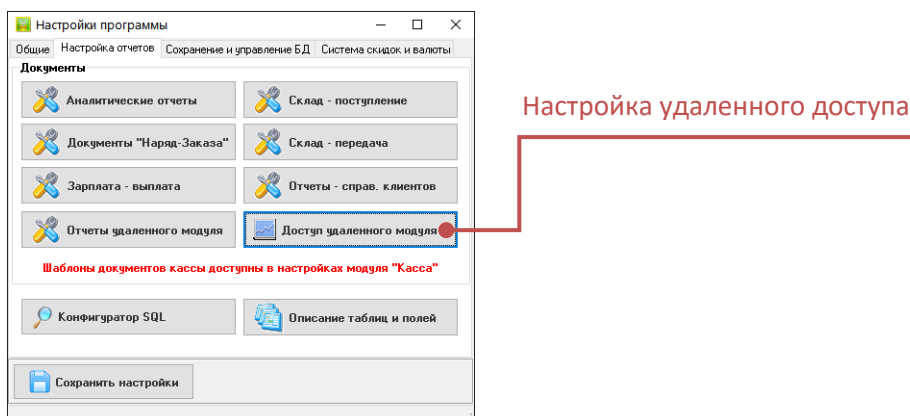 Настройки программы
Общие Настройка отчетов Сохранение и управление БД Система скидок и валюты
Документы
Аналитические отчеты Склад - поступление
Настройка удаленного доступа
Документы "Наряд-Заказа" Склад - передача
Зарплата - выплата Отчеты - справ. клиентов
Отчеты удаленного модуля Доступ удаленного модуля
Шаблоны документов кассы доступны в настройках модуля "Касса"
Конфигуратор SQL Описание таблиц и полей
Сохранить настройки